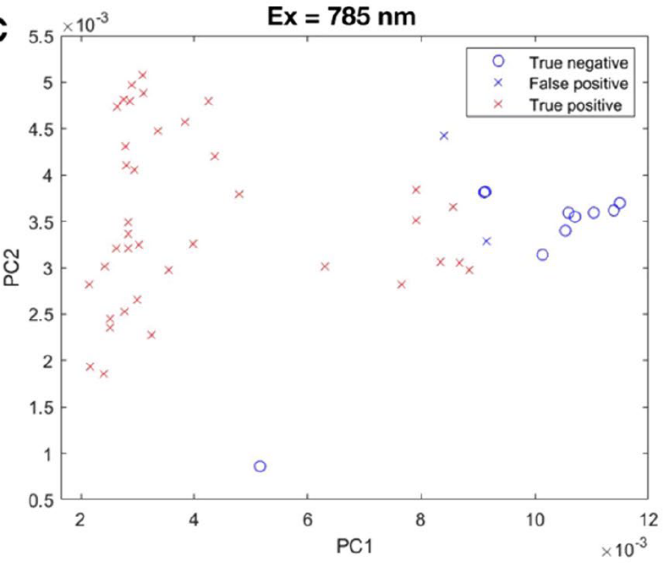 C
Ex = 785 nm
×10⁻³
5.5
5
4.5
4
3.5
3
2.5
2
1.5
1
0.5
PC2
True negative
False positive
True positive
2 4 6 8 10 12
PC1
×10⁻³